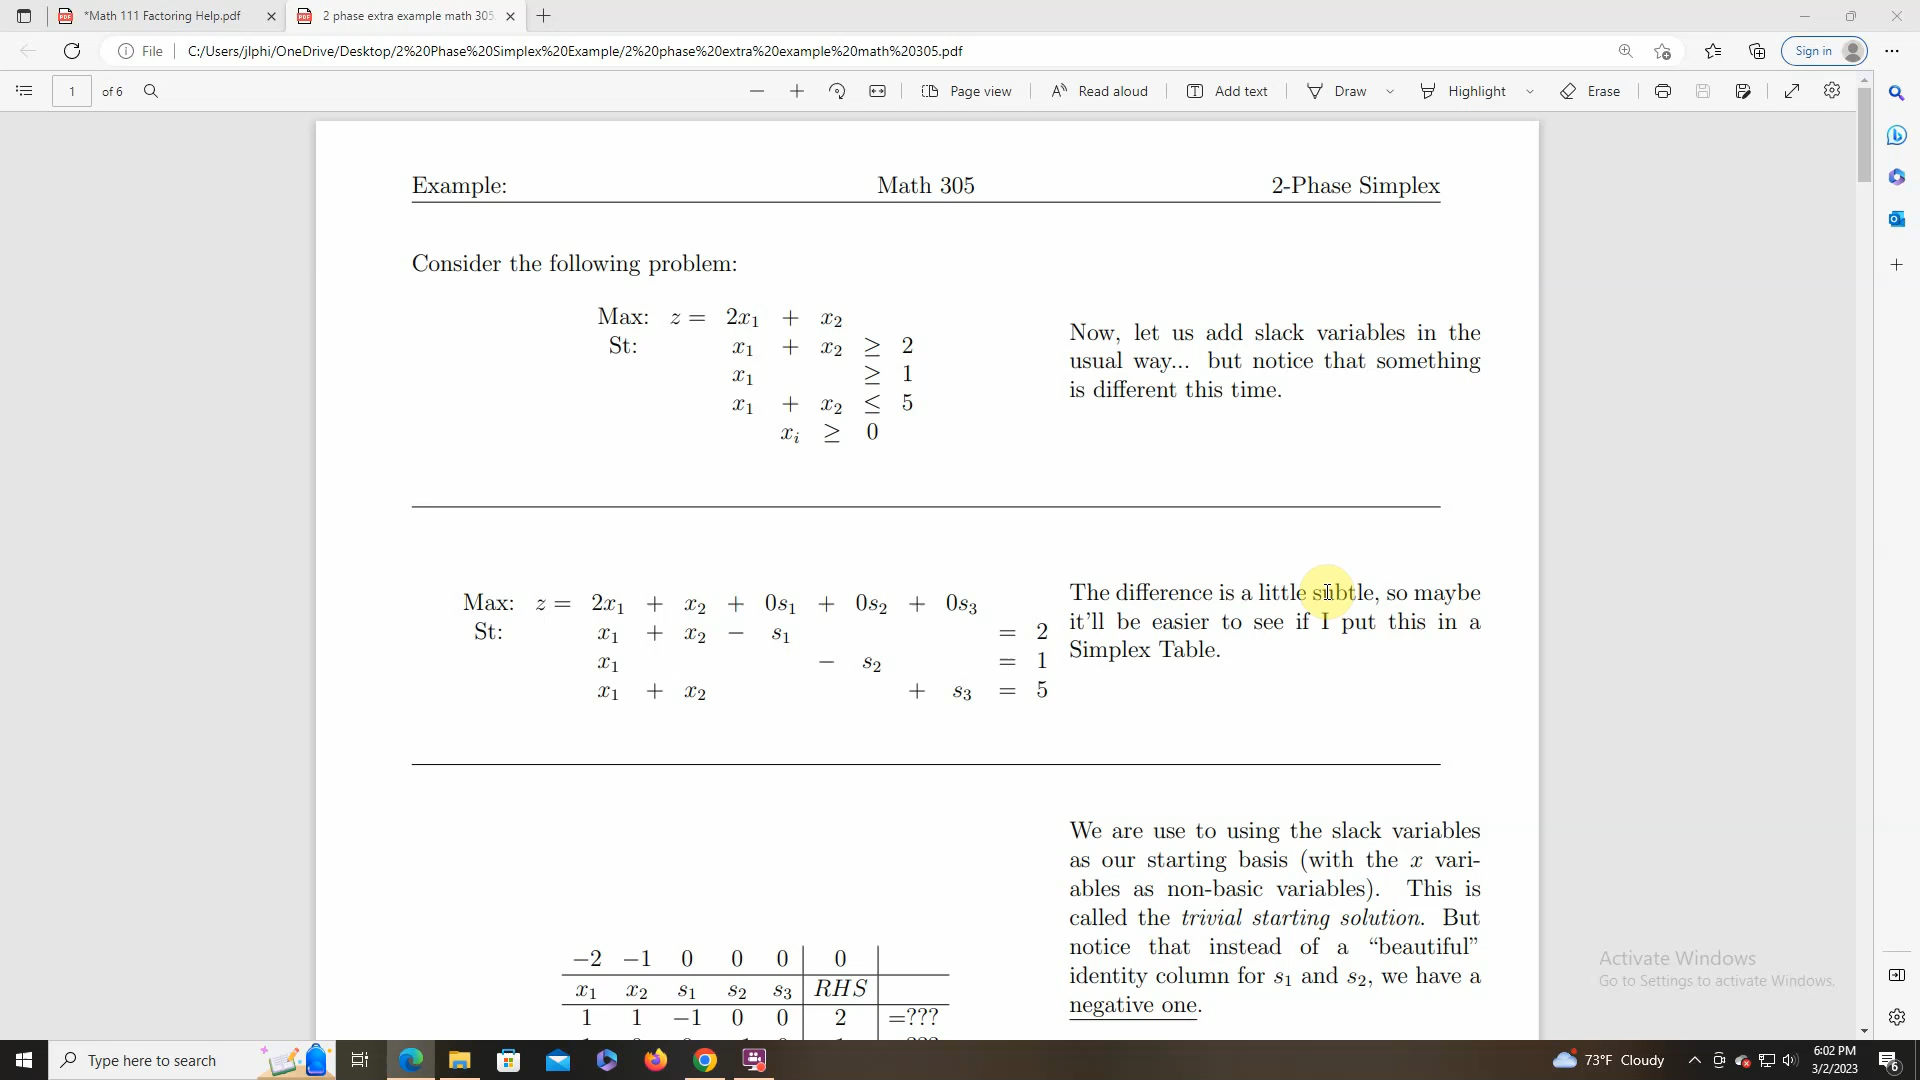 *Math 111 Factoring Help.pdf
2 phase extra example math 305
File
C:/Users/jlphi/OneDrive/Desktop/2%20Phase%20Simplex%20Example/2%20phase%20extra%20example%20math%20305.pdf
Sign in
1 of 6
Page view
Read aloud
Add text
Draw
Highlight
Erase
Example: Math 305 2-Phase Simplex
Consider the following problem:
Max: z = 2x₁ + x₂
St: x₁ + x₂ ≥ 2
x₁ ≥ 1
x₁ + x₂ ≤ 5
xᵢ ≥ 0
Now, let us add slack variables in the
usual way... but notice that something
is different this time.
Max: z = 2x₁ + x₂ + 0s₁ + 0s₂ + 0s₃
St: x₁ + x₂ − s₁ = 2
x₁ − s₂ = 1
x₁ + x₂ + s₃ = 5
The difference is a little subtle, so maybe
it'll be easier to see if I put this in a
Simplex Table.
−2 −1 0 0 0 0
x₁ x₂ s₁ s₂ s₃ RHS
1 1 −1 0 0 2 =???
We are use to using the slack variables
as our starting basis (with the x vari-
ables as non-basic variables). This is
called the trivial starting solution. But
notice that instead of a “beautiful”
identity column for s₁ and s₂, we have a
negative one.
Activate Windows
Go to Settings to activate Windows.
Type here to search
73°F Cloudy
6:02 PM
3/2/2023
6